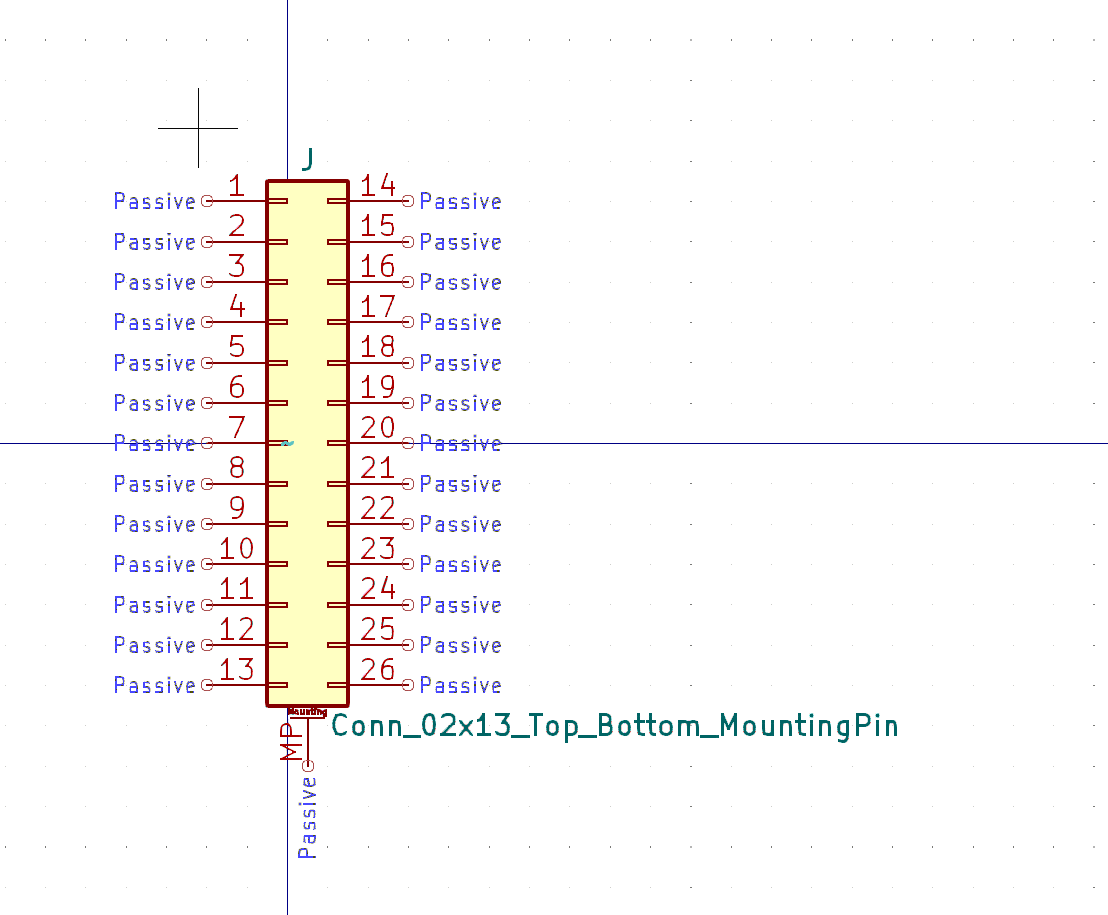 J
Passive 1 14 Passive
Passive 2 15 Passive
Passive 3 16 Passive
Passive 4 17 Passive
Passive 5 18 Passive
Passive 6 19 Passive
Passive 7 20 Passive
Passive 8 21 Passive
Passive 9 22 Passive
Passive 10 23 Passive
Passive 11 24 Passive
Passive 12 25 Passive
Passive 13 26 Passive
Mounting
MP
Conn_02x13_Top_Bottom_MountingPin
Passive